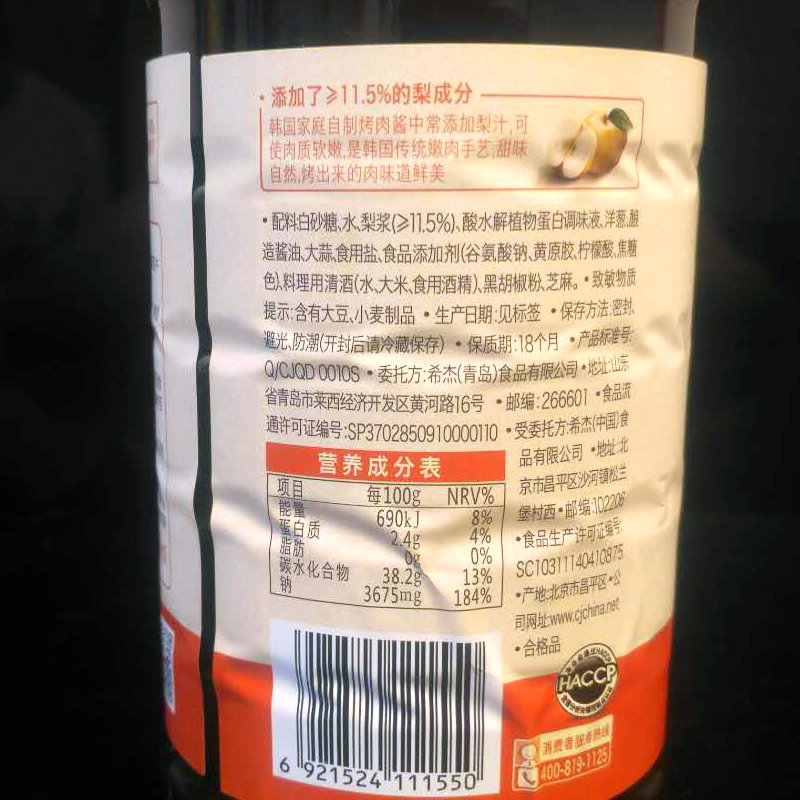 · 添加了≥11.5%的梨成分
韩国家庭自制烤肉酱中常添加梨汁,可
使肉质软嫩,是韩国传统嫩肉手艺,甜味
自然,烤出来的肉味道鲜美
• 配料:白砂糖、水、梨浆(≥11.5%)、酸水解植物蛋白调味液、洋葱、酿
造酱油、大蒜、食用盐、食品添加剂(谷氨酸钠、黄原胶、柠檬酸、焦糖
色)、料理用清酒(水、大米、食用酒精)、黑胡椒粉、芝麻。 • 致敏物质
提示:含有大豆、小麦制品 • 生产日期:见标签 • 保存方法:密封、
避光、防潮(开封后请冷藏保存) • 保质期:18个月 • 产品标准号:
Q/CJQD 0010S • 委托方:希杰(青岛)食品有限公司 • 地址:山东
省青岛市莱西经济开发区黄河路16号 • 邮编:266601 • 食品流
通许可证编号:SP3702850910000110 • 受委托方:希杰(中国)食
品有限公司 • 地址:北
京市昌平区沙河镇松兰
堡村西 • 邮编:102206
• 食品生产许可证编号:
SC10311140410875
• 产地:北京市昌平区 • 公
司网址:www.cjchina.net
• 合格品
营养成分表
项目 每100g NRV%
能量 690kJ 8%
蛋白质 2.4g 4%
脂肪 0g 0%
碳水化合物 38.2g 13%
钠 3675mg 184%
6 921524 111550
HACCP
消费者服务热线
400-819-1125